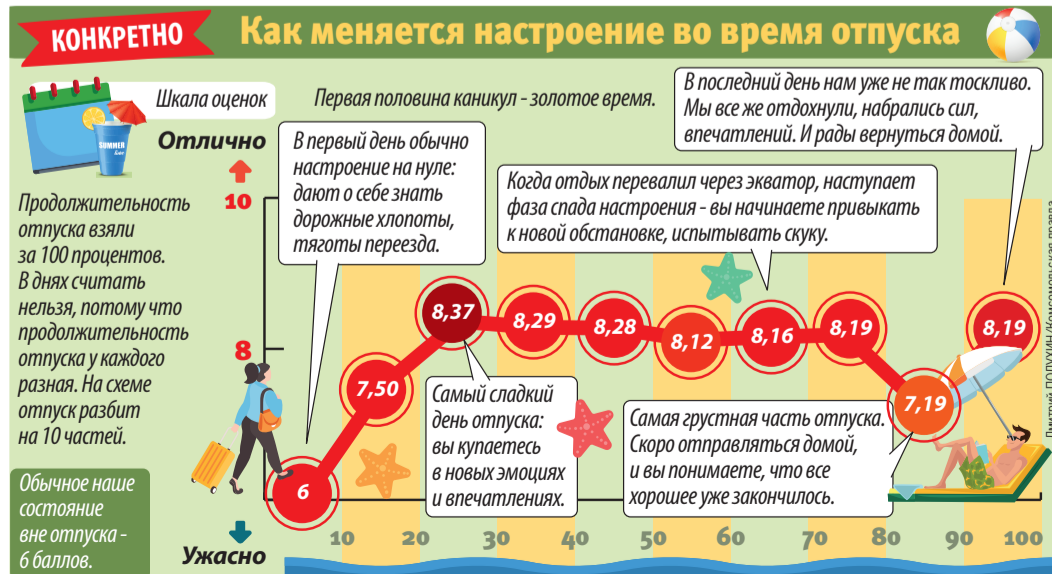 КОНКРЕТНО
Как меняется настроение во время отпуска
Шкала оценок
Отлично
10
8
Ужасно
SUMMER
Продолжительность
отпуска взяли
за 100 процентов.
В днях считать
нельзя, потому что
продолжительность
отпуска у каждого
разная. На схеме
отпуск разбит
на 10 частей.
Обычное наше
состояние
вне отпуска -
6 баллов.
Первая половина каникул - золотое время.
В первый день обычно
настроение на нуле:
дают о себе знать
дорожные хлопоты,
тяготы переезда.
Когда отдых перевалил через экватор, наступает
фаза спада настроения - вы начинаете привыкать
к новой обстановке, испытывать скуку.
В последний день нам уже не так тоскливо.
Мы все же отдохнули, набрались сил,
впечатлений. И рады вернуться домой.
6
7,50
8,37
8,29
8,28
8,12
8,16
8,19
7,19
8,19
Самый сладкий
день отпуска:
вы купаетесь
в новых эмоциях
и впечатлениях.
Самая грустная часть отпуска.
Скоро отправляться домой,
и вы понимаете, что все
хорошее уже закончилось.
10 20 30 40 50 60 70 80 90 100
Дмитрий ПОЛУХИН/Комсомольская правда